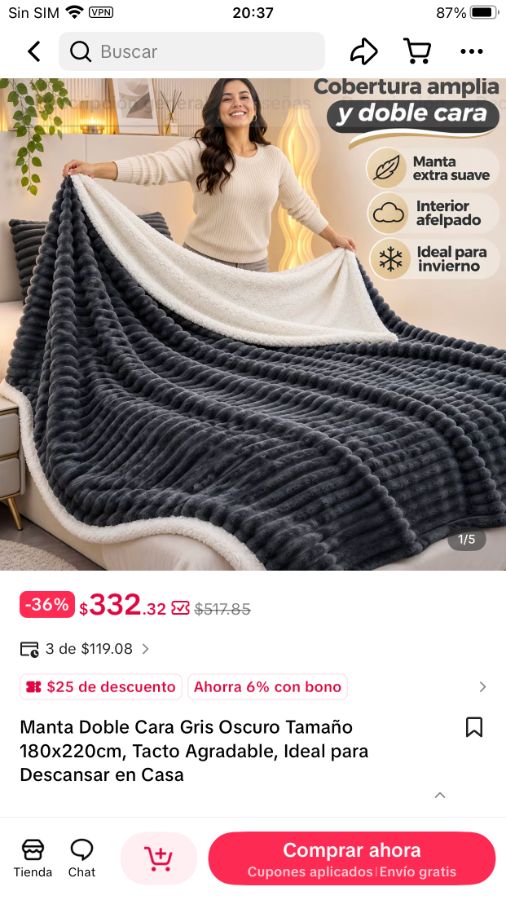 Sin SIM VPN 20:37 87%
Buscar
Cobertura amplia
y doble cara
Manta
extra suave
Interior
afelpado
Ideal para
invierno
1/5
-36% $332.32 $517.85
3 de $119.08
$25 de descuento Ahorra 6% con bono
Manta Doble Cara Gris Oscuro Tamaño
180x220cm, Tacto Agradable, Ideal para
Descansar en Casa
Tienda Chat Comprar ahora
Cupones aplicados | Envío gratis